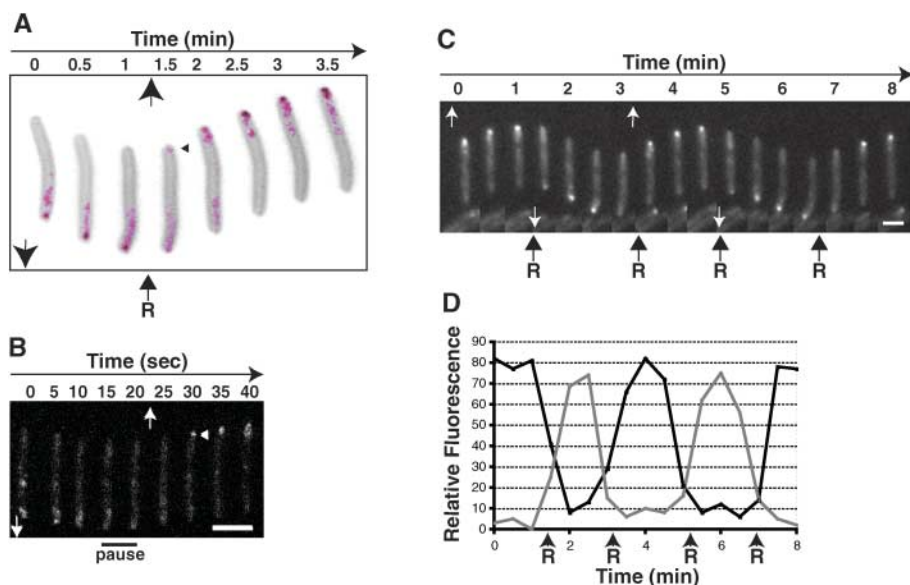 A
Time (min)
0 0.5 1 1.5 2 2.5 3 3.5
R
B
Time (sec)
0 5 10 15 20 25 30 35 40
pause
C
Time (min)
0 1 2 3 4 5 6 7 8
R R R R
D
Relative Fluorescence
90
80
70
60
50
40
30
20
10
0
0 2 4 6 8
R R R R
Time (min)